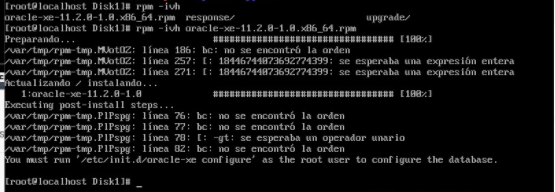 [root@localhost Disk1]# rpm -ivh
oracle-xe-11.2.0-1.0.x86_64.rpm response/ upgrade/
[root@localhost Disk1]# rpm -ivh oracle-xe-11.2.0-1.0.x86_64.rpm
Preparando... ################################# [100%]
/var/tmp/rpm-tmp.MVotOZ: línea 186: bc: no se encontró la orden
/var/tmp/rpm-tmp.MVotOZ: línea 257: [: 18446744073692774399: se esperaba una expresión entera
/var/tmp/rpm-tmp.MVotOZ: línea 271: [: 18446744073692774399: se esperaba una expresión entera
Actualizando / instalando...
1:oracle-xe-11.2.0-1.0 ################################# [100%]
Executing post-install steps...
/var/tmp/rpm-tmp.PlPspg: línea 76: bc: no se encontró la orden
/var/tmp/rpm-tmp.PlPspg: línea 77: bc: no se encontró la orden
/var/tmp/rpm-tmp.PlPspg: línea 78: [: -gt: se esperaba un operador unario
/var/tmp/rpm-tmp.PlPspg: línea 82: bc: no se encontró la orden
You must run '/etc/init.d/oracle-xe configure' as the root user to configure the database.
[root@localhost Disk1]# _